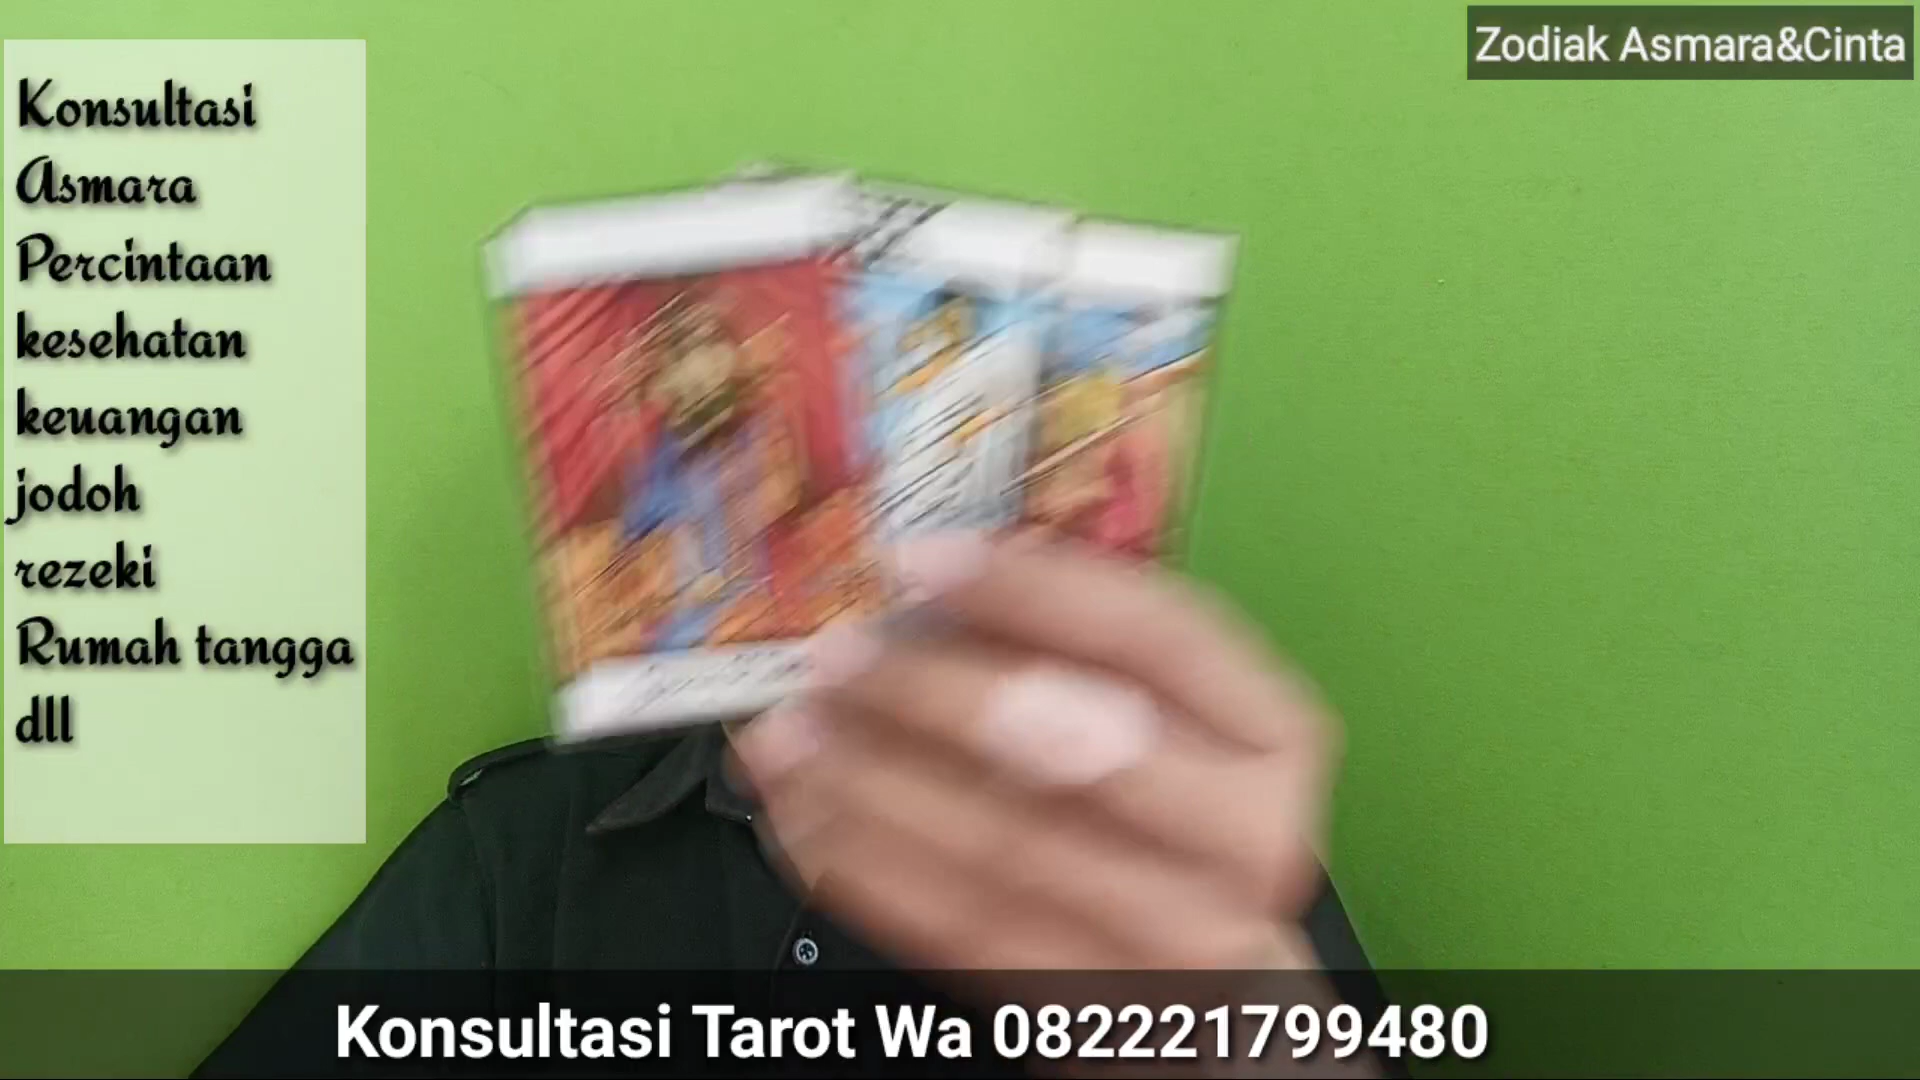 Zodiak Asmara&Cinta
Konsultasi
Asmara
Percintaan
kesehatan
keuangan
jodoh
rezeki
Rumah tangga
dll
Konsultasi Tarot Wa 082221799480